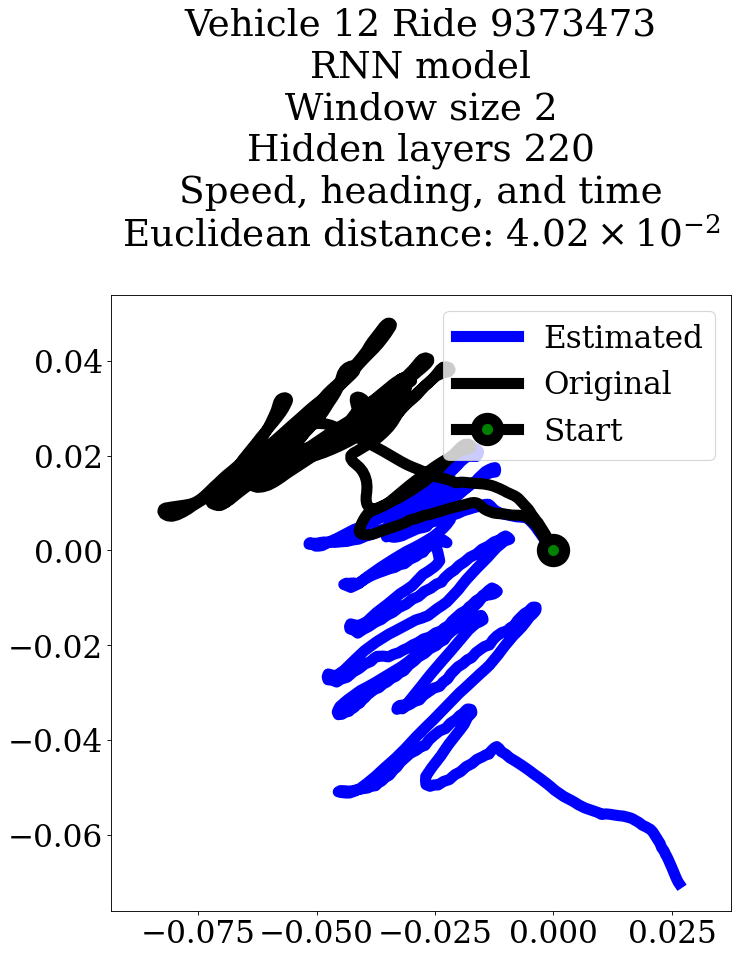 Vehicle 12 Ride 9373473
RNN model
Window size 2
Hidden layers 220
Speed, heading, and time
Euclidean distance: 4.02 × 10⁻²
Estimated
Original
Start
0.04
0.02
0.00
−0.02
−0.04
−0.06
−0.075 −0.050 −0.025 0.000 0.025